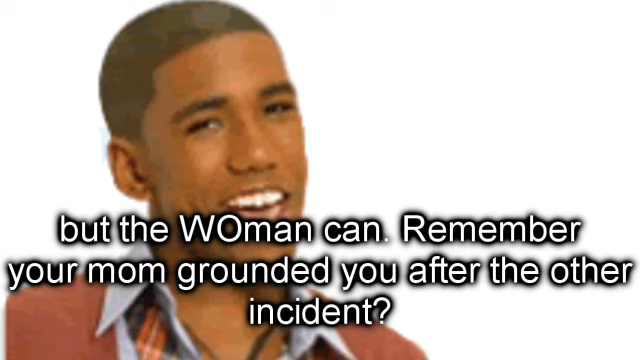 but the WOman can. Remember
your mom grounded you after the other
incident?